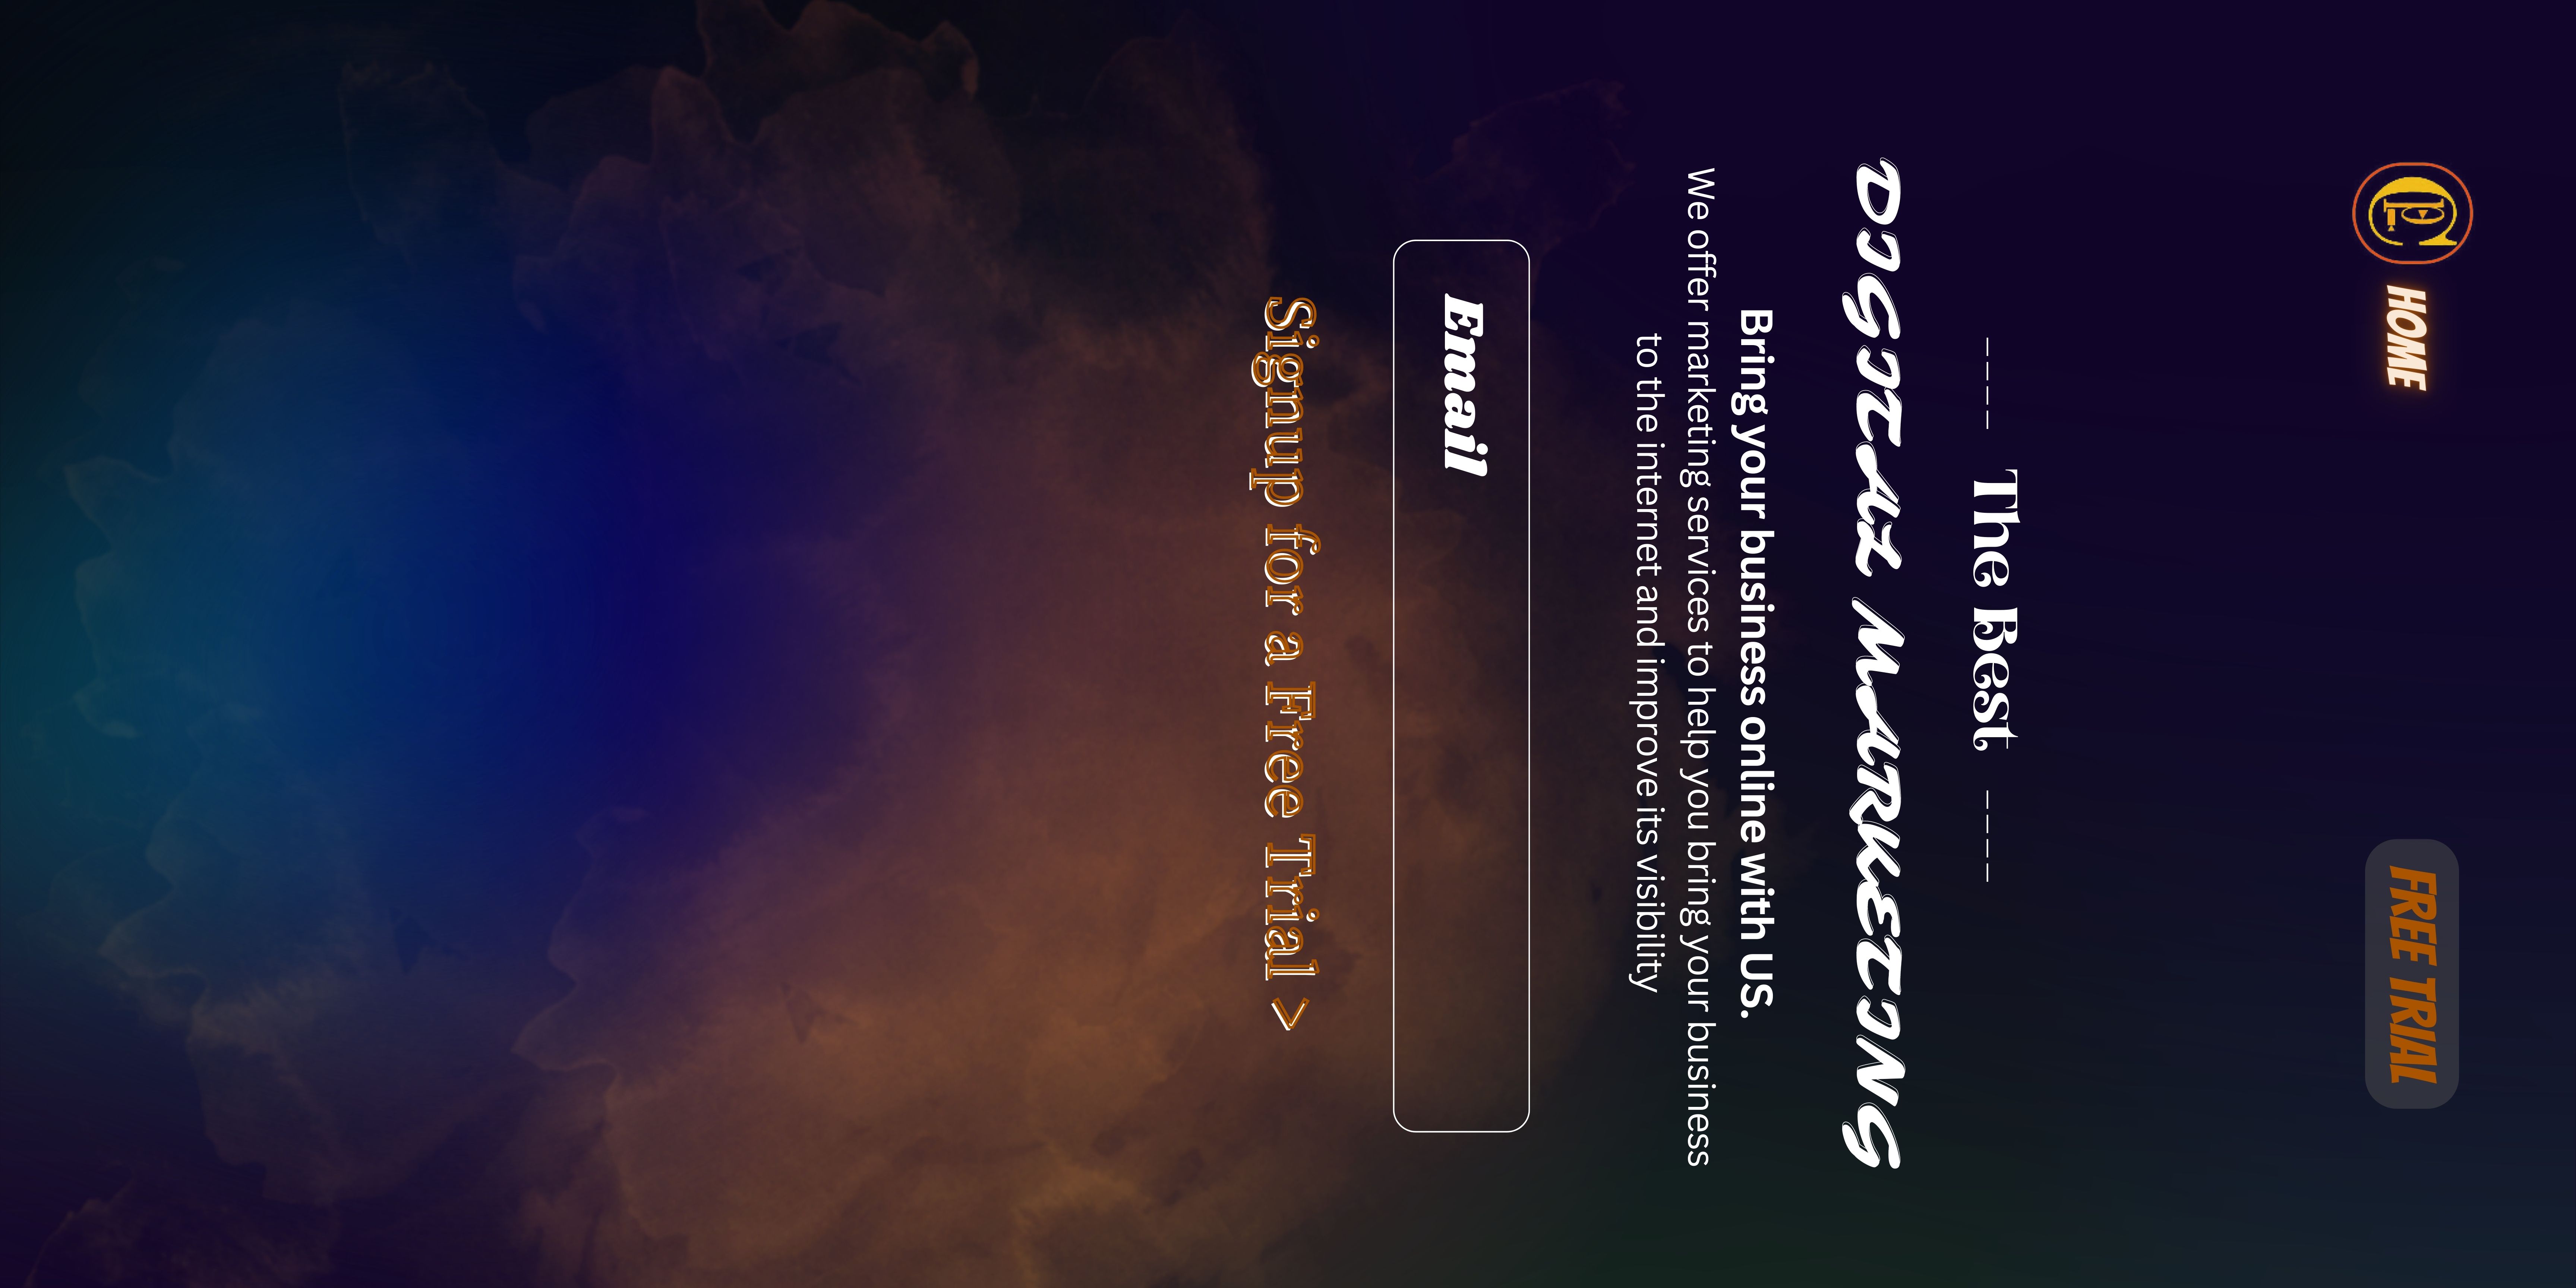 HOME
FREE TRIAL
---- The Best ----
DIGITAL MARKETING
Bring your business online with US.
We offer marketing services to help you bring your business
to the internet and improve its visibility
Email
Signup for a Free Trial >